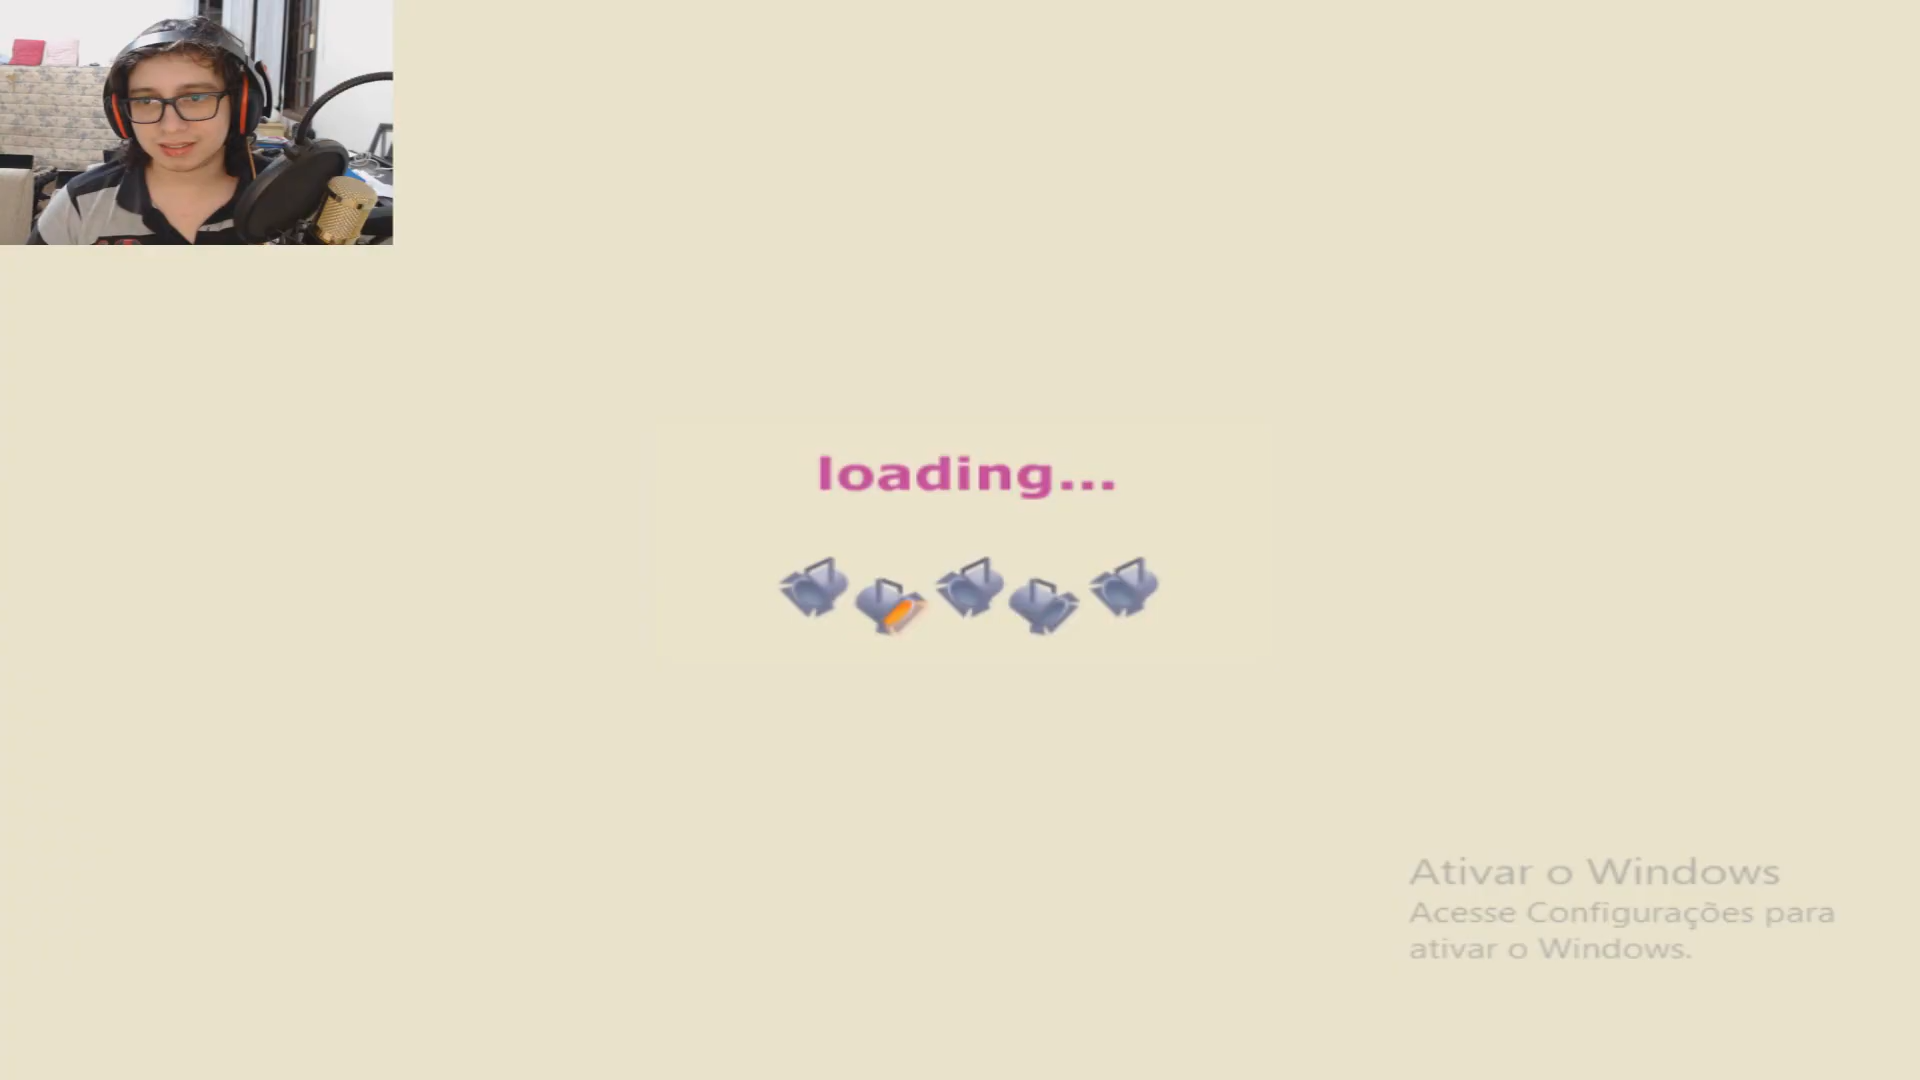 loading...
Ativar o Windows
Acesse Configurações para
ativar o Windows.